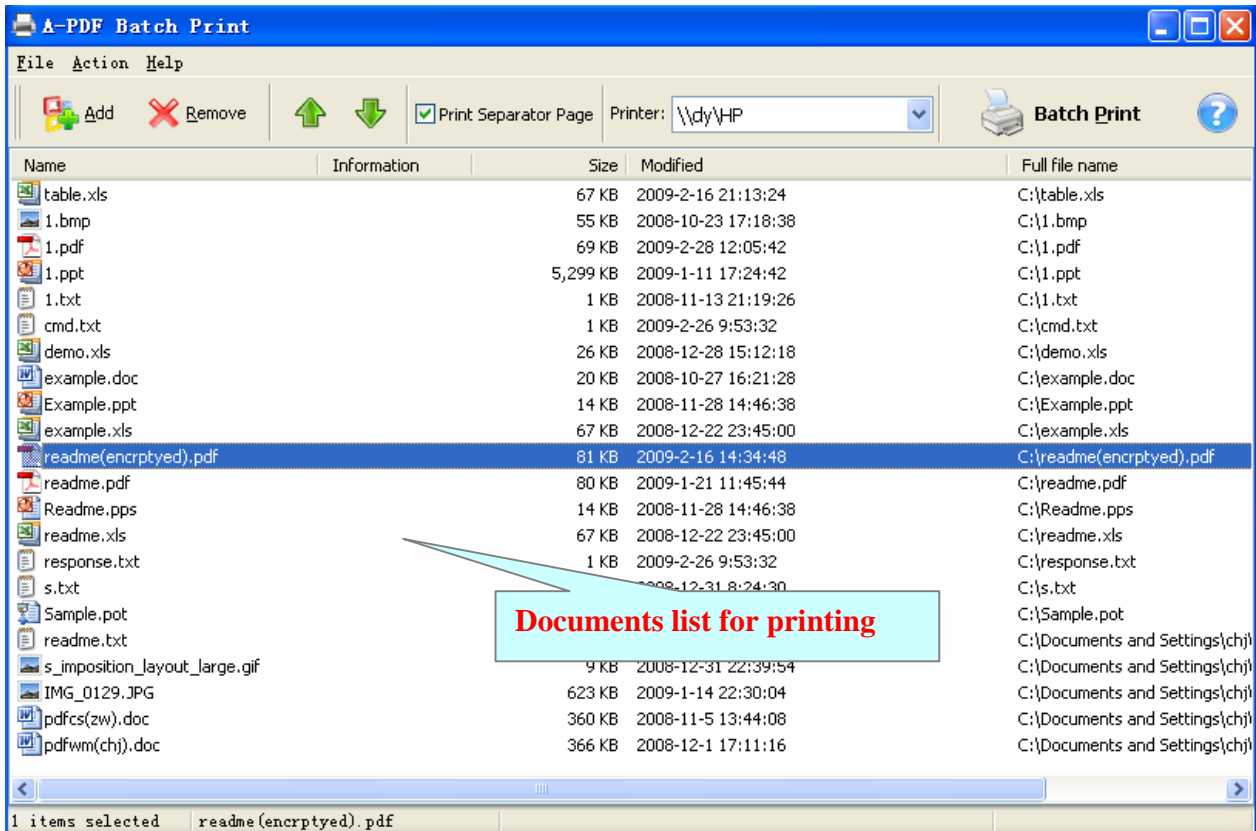 A-PDF Batch Print
File Action Help
Add Remove Print Separator Page Printer: \\dy\HP Batch Print ?
Name Information Size Modified Full file name
table.xls 67 KB 2009-2-16 21:13:24 C:\table.xls
1.bmp 55 KB 2008-10-23 17:18:38 C:\1.bmp
1.pdf 69 KB 2009-2-28 12:05:42 C:\1.pdf
1.ppt 5,299 KB 2009-1-11 17:24:42 C:\1.ppt
1.txt 1 KB 2008-11-13 21:19:26 C:\1.txt
cmd.txt 1 KB 2009-2-26 9:53:32 C:\cmd.txt
demo.xls 26 KB 2008-12-28 15:12:18 C:\demo.xls
example.doc 20 KB 2008-10-27 16:21:28 C:\example.doc
Example.ppt 14 KB 2008-11-28 14:46:38 C:\Example.ppt
example.xls 67 KB 2008-12-22 23:45:00 C:\example.xls
readme(encrptyed).pdf 81 KB 2009-2-16 14:34:48 C:\readme(encrptyed).pdf
readme.pdf 80 KB 2009-1-21 11:45:44 C:\readme.pdf
Readme.pps 14 KB 2008-11-28 14:46:38 C:\Readme.pps
readme.xls 67 KB 2008-12-22 23:45:00 C:\readme.xls
response.txt 1 KB 2009-2-26 9:53:32 C:\response.txt
s.txt 2008-12-31 8:24:30 C:\s.txt
Sample.pot C:\Sample.pot
Documents list for printing
readme.txt C:\Documents and Settings\chj\
s_imposition_layout_large.gif 9 KB 2008-12-31 22:39:54 C:\Documents and Settings\chj\
IMG_0129.JPG 623 KB 2009-1-14 22:30:04 C:\Documents and Settings\chj\
pdfcs(zw).doc 360 KB 2008-11-5 13:44:08 C:\Documents and Settings\chj\
pdfwm(chj).doc 366 KB 2008-12-1 17:11:16 C:\Documents and Settings\chj\
1 items selected readme(encrptyed).pdf